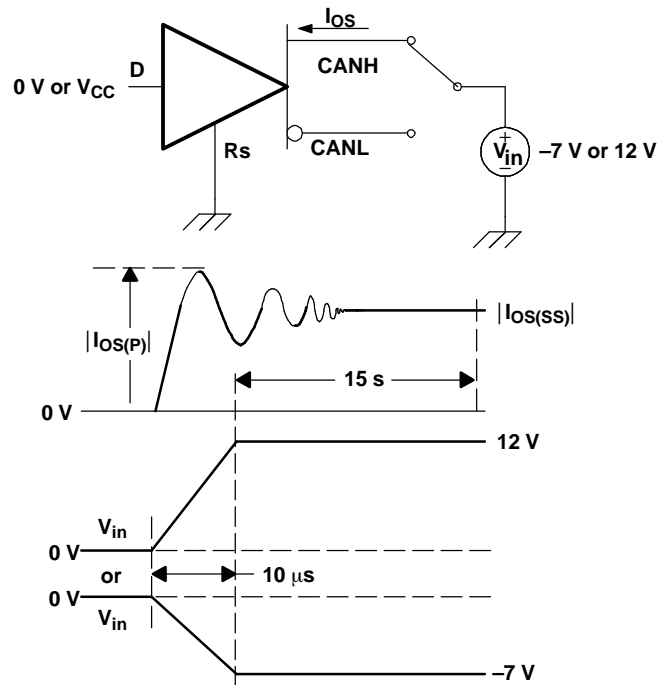 I_OS
D
CANH
0 V or V_CC
Rs
CANL
V_in
–7 V or 12 V
|I_OS(P)|
|I_OS(SS)|
15 s
0 V
12 V
V_in
0 V
or
10 μs
0 V
V_in
–7 V